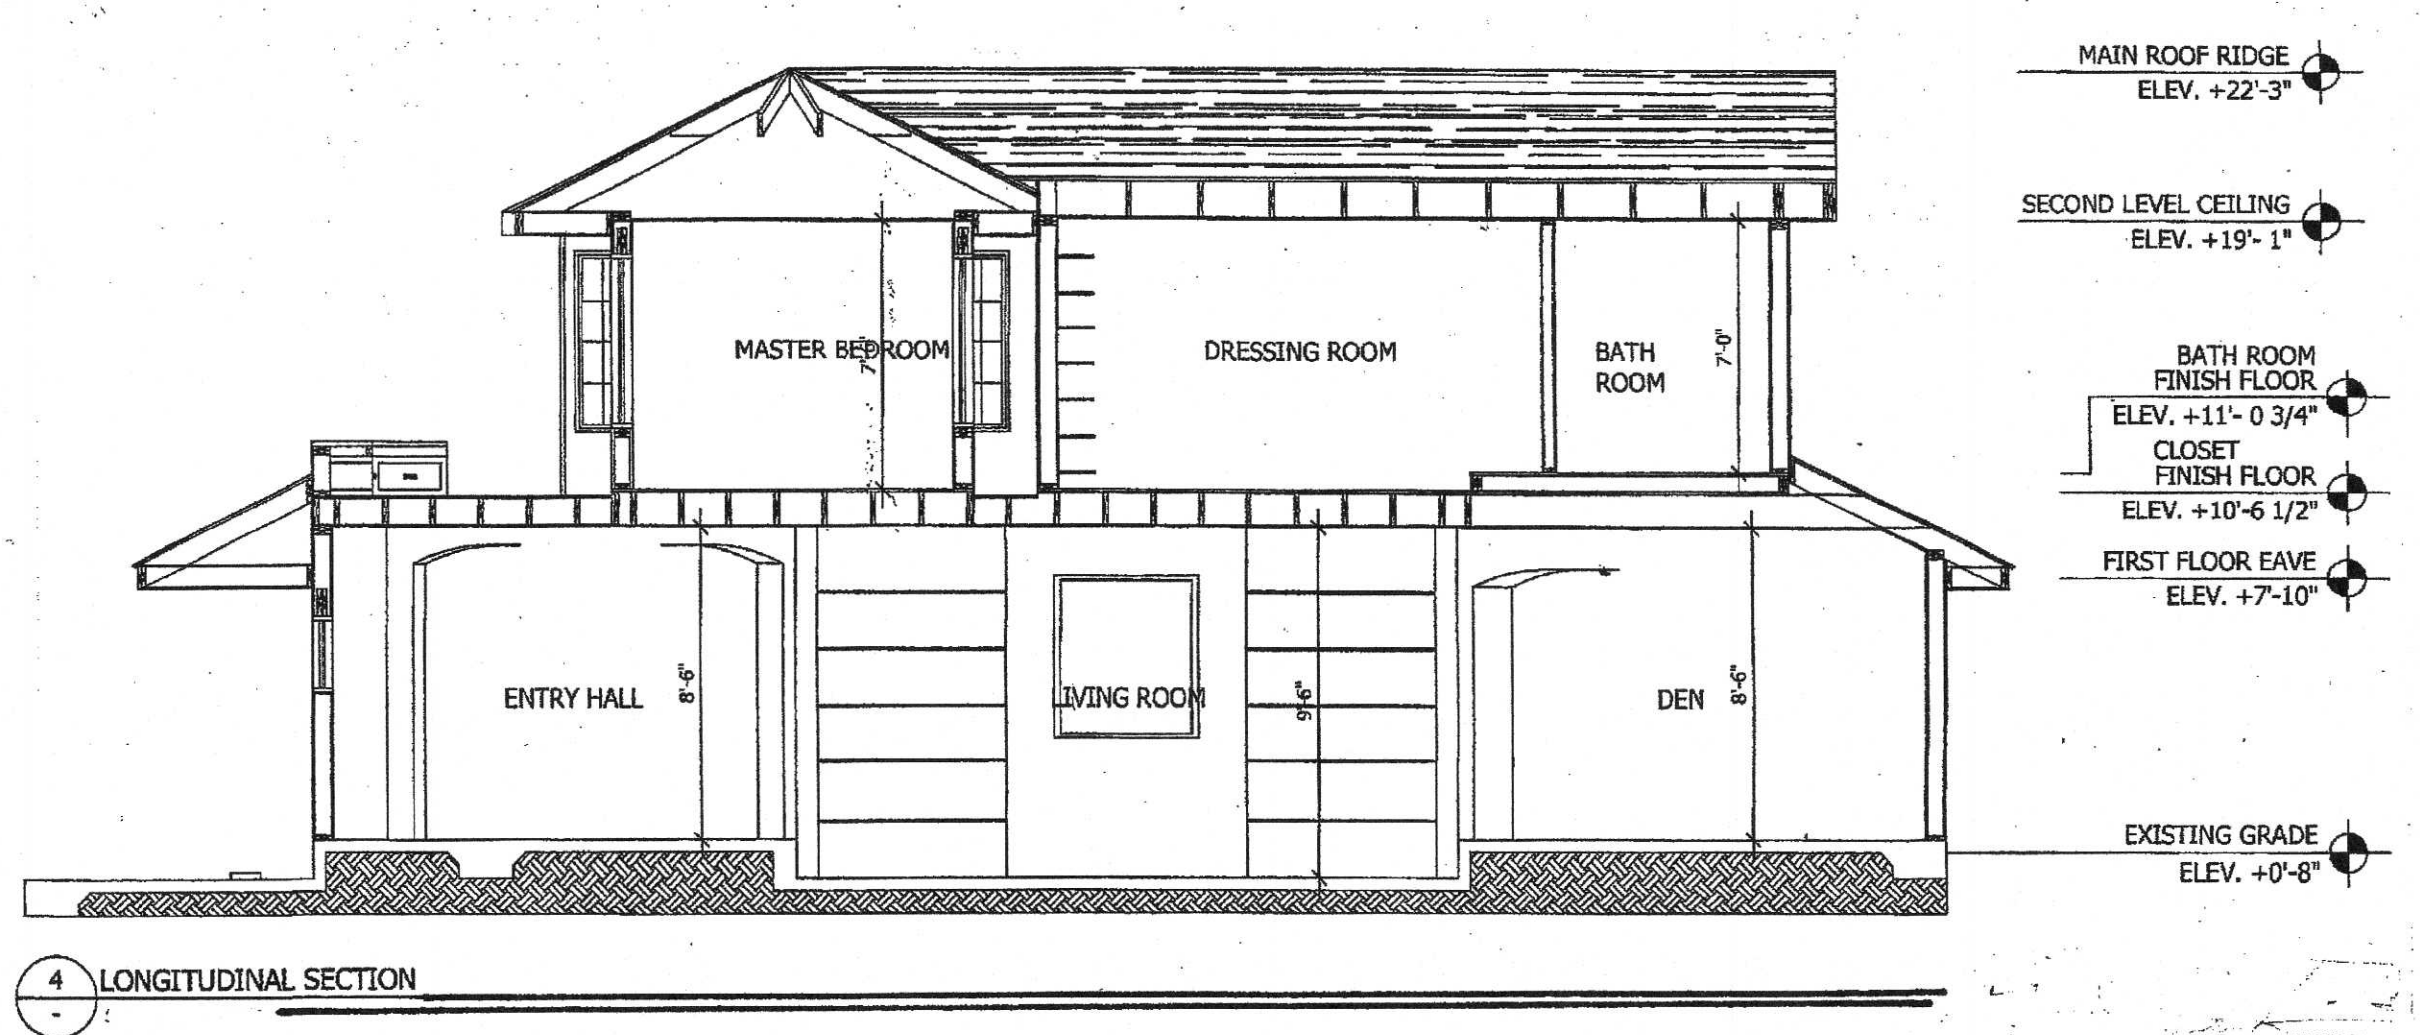 MAIN ROOF RIDGE
ELEV. +22'-3"
SECOND LEVEL CEILING
ELEV. +19'- 1"
MASTER BEDROOM
DRESSING ROOM
BATH
ROOM
7'-0"
BATH ROOM
FINISH FLOOR
ELEV. +11'- 0 3/4"
CLOSET
FINISH FLOOR
ELEV. +10'-6 1/2"
FIRST FLOOR EAVE
ELEV. +7'-10"
ENTRY HALL
8'-6"
LIVING ROOM
9'-6"
DEN
8'-6"
EXISTING GRADE
ELEV. +0'-8"
4
-
LONGITUDINAL SECTION